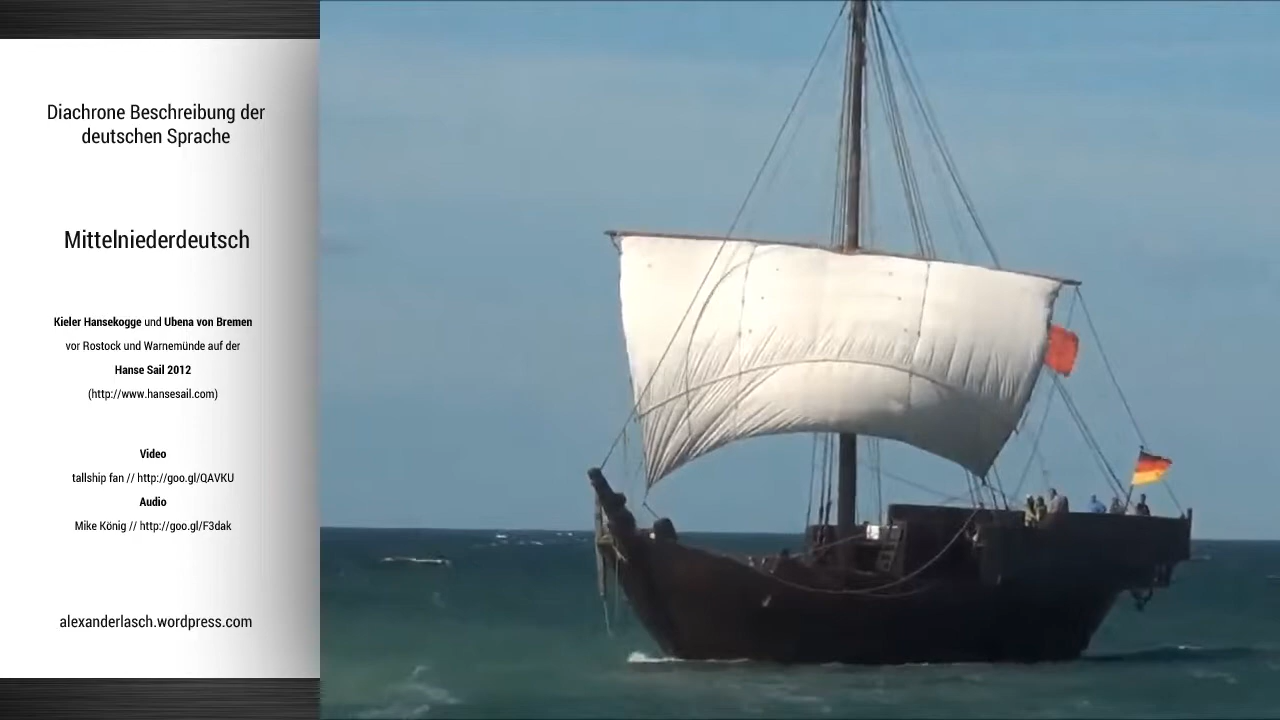 Diachrone Beschreibung der
deutschen Sprache
Mittelniederdeutsch
Kieler Hansekogge und Ubena von Bremen
vor Rostock und Warnemünde auf der
Hanse Sail 2012
(http://www.hansesail.com)
Video
tallship fan // http://goo.gl/QAVKU
Audio
Mike König // http://goo.gl/F3dak
alexanderlasch.wordpress.com